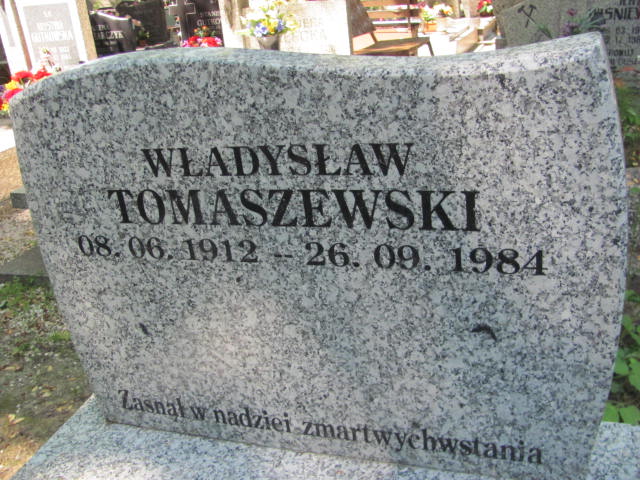 WŁADYSŁAW
TOMASZEWSKI
08. 06. 1912 – 26. 09. 1984
Zasnął w nadziei zmartwychwstania